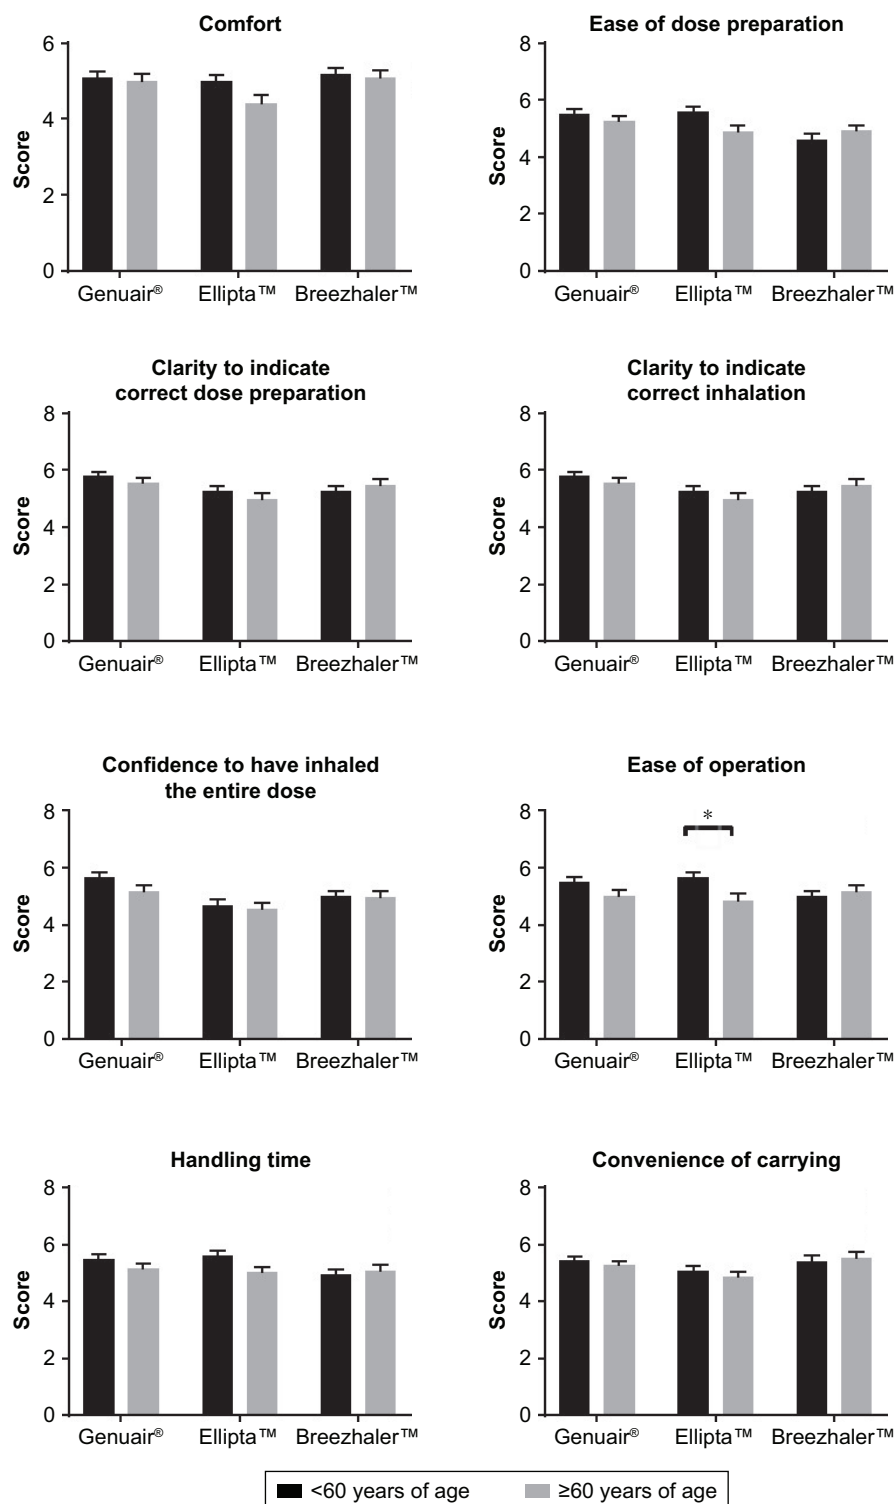 Comfort
6
4
2
0
Score
Genuair® Ellipta™ Breezhaler™
Ease of dose preparation
8
6
4
2
0
Score
Genuair® Ellipta™ Breezhaler™
Clarity to indicate
correct dose preparation
8
6
4
2
0
Score
Genuair® Ellipta™ Breezhaler™
Clarity to indicate
correct inhalation
8
6
4
2
0
Score
Genuair® Ellipta™ Breezhaler™
Confidence to have inhaled
the entire dose
8
6
4
2
0
Score
Genuair® Ellipta™ Breezhaler™
Ease of operation
*
8
6
4
2
0
Score
Genuair® Ellipta™ Breezhaler™
Handling time
8
6
4
2
0
Score
Genuair® Ellipta™ Breezhaler™
Convenience of carrying
8
6
4
2
0
Score
Genuair® Ellipta™ Breezhaler™
<60 years of age ≥60 years of age